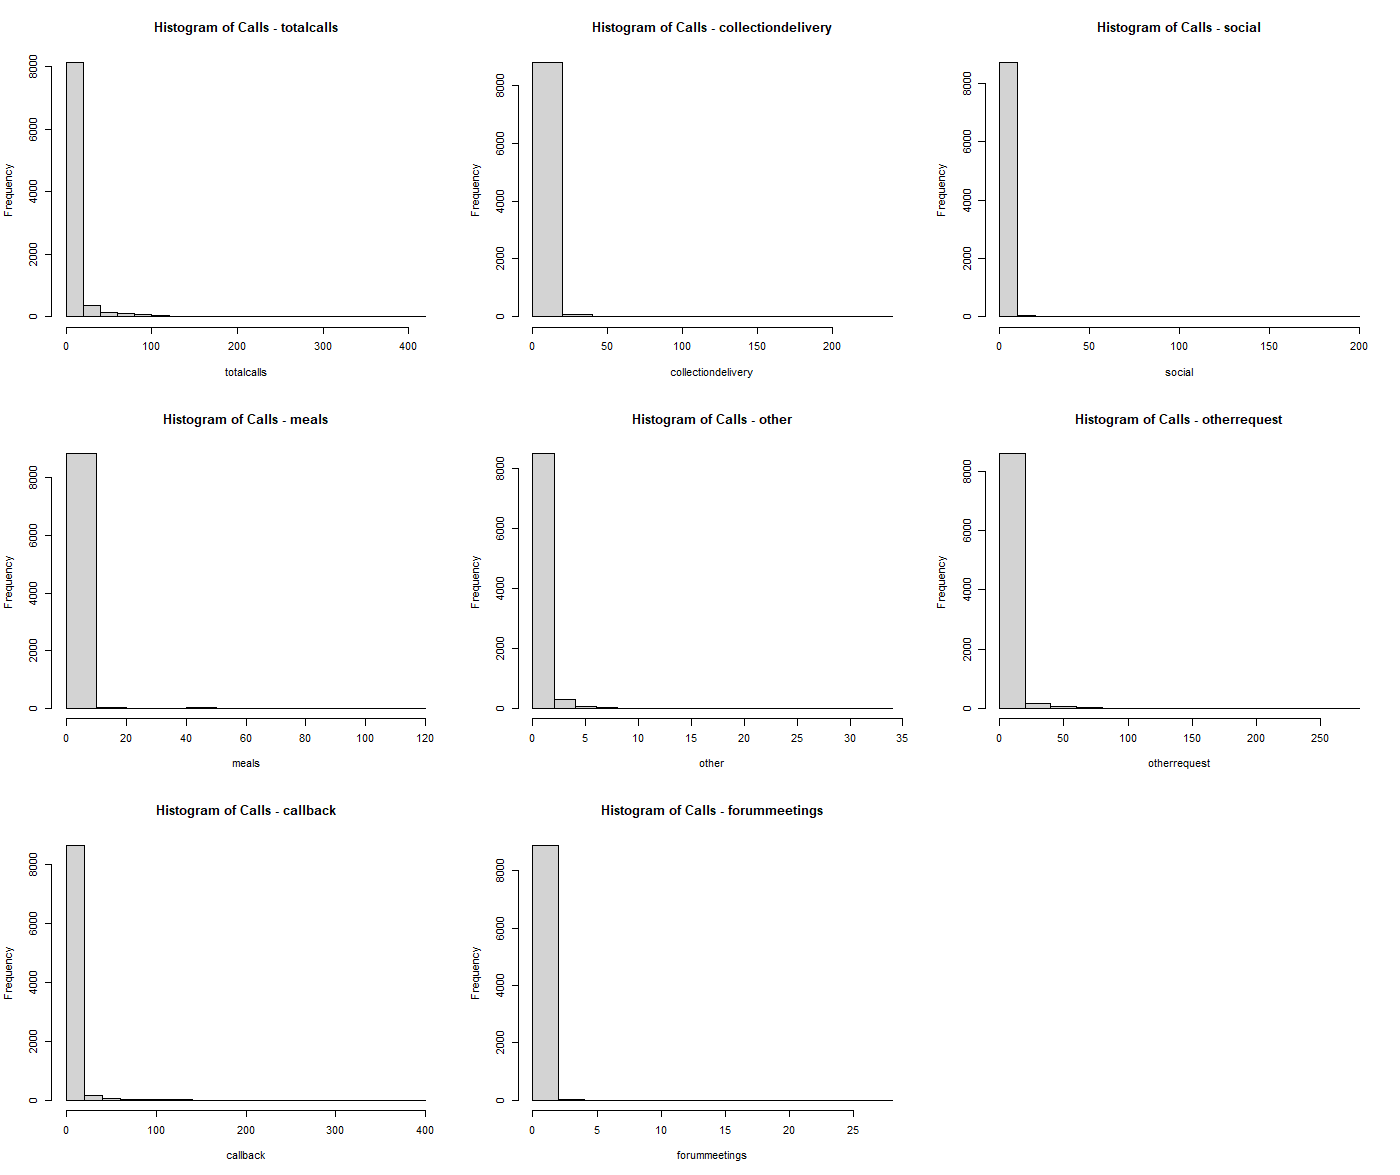 Histogram of Calls - totalcalls
Frequency
0 2000 4000 6000 8000
0 100 200 300 400
totalcalls
Histogram of Calls - collectiondelivery
Frequency
0 2000 4000 6000 8000
0 50 100 150 200
collectiondelivery
Histogram of Calls - social
Frequency
0 2000 4000 6000 8000
0 50 100 150 200
social
Histogram of Calls - meals
Frequency
0 2000 4000 6000 8000
0 20 40 60 80 100 120
meals
Histogram of Calls - other
Frequency
0 2000 4000 6000 8000
0 5 10 15 20 25 30 35
other
Histogram of Calls - otherrequest
Frequency
0 2000 4000 6000 8000
0 50 100 150 200 250
otherrequest
Histogram of Calls - callback
Frequency
0 2000 4000 6000 8000
0 100 200 300 400
callback
Histogram of Calls - forummeetings
Frequency
0 2000 4000 6000 8000
0 5 10 15 20 25
forummeetings